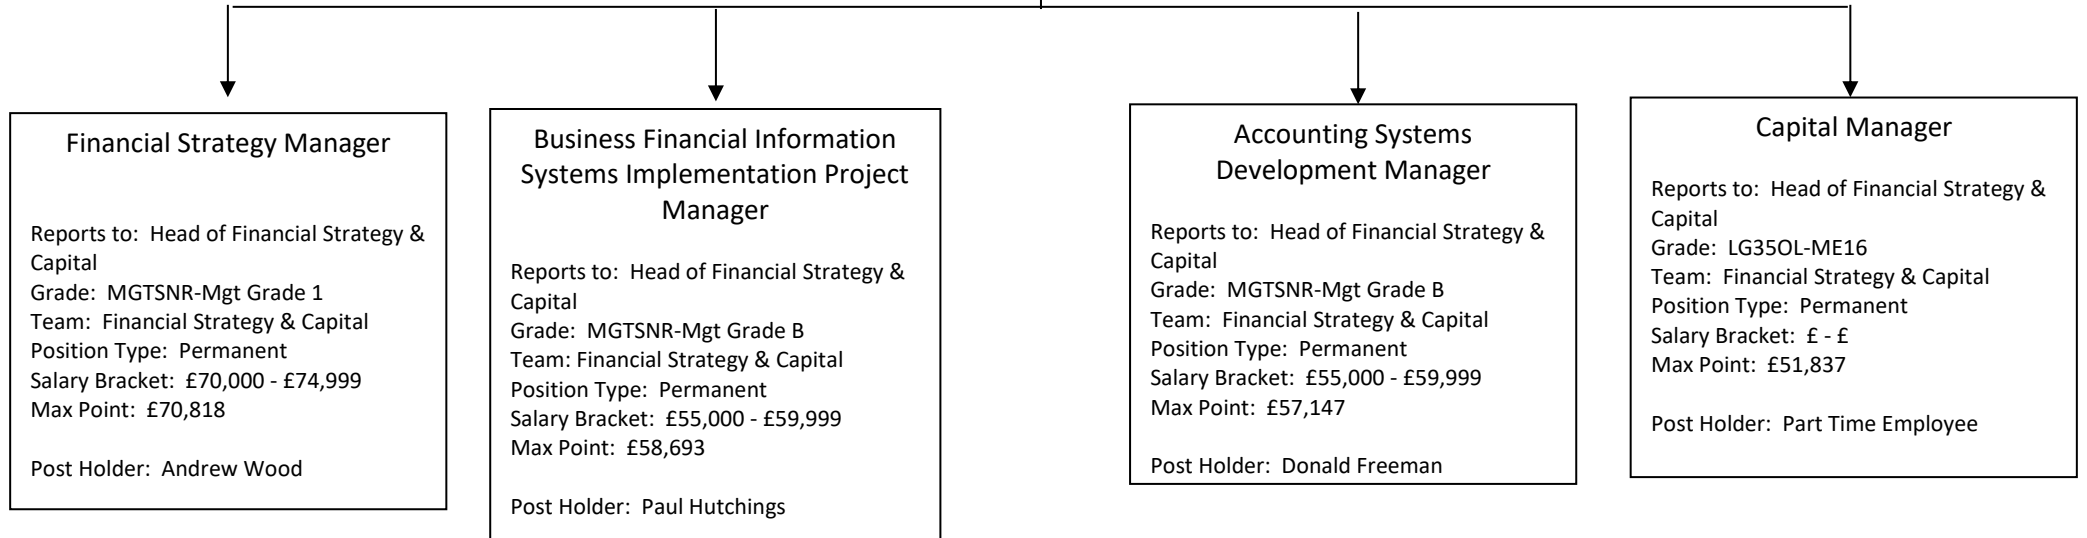 Financial Strategy Manager
Reports to: Head of Financial Strategy &
Capital
Grade: MGTSNR-Mgt Grade 1
Team: Financial Strategy & Capital
Position Type: Permanent
Salary Bracket: £70,000 - £74,999
Max Point: £70,818
Post Holder: Andrew Wood
Business Financial Information
Systems Implementation Project
Manager
Reports to: Head of Financial Strategy &
Capital
Grade: MGTSNR-Mgt Grade B
Team: Financial Strategy & Capital
Position Type: Permanent
Salary Bracket: £55,000 - £59,999
Max Point: £58,693
Post Holder: Paul Hutchings
Accounting Systems
Development Manager
Reports to: Head of Financial Strategy &
Capital
Grade: MGTSNR-Mgt Grade B
Team: Financial Strategy & Capital
Position Type: Permanent
Salary Bracket: £55,000 - £59,999
Max Point: £57,147
Post Holder: Donald Freeman
Capital Manager
Reports to: Head of Financial Strategy &
Capital
Grade: LG35OL-ME16
Team: Financial Strategy & Capital
Position Type: Permanent
Salary Bracket: £ - £
Max Point: £51,837
Post Holder: Part Time Employee